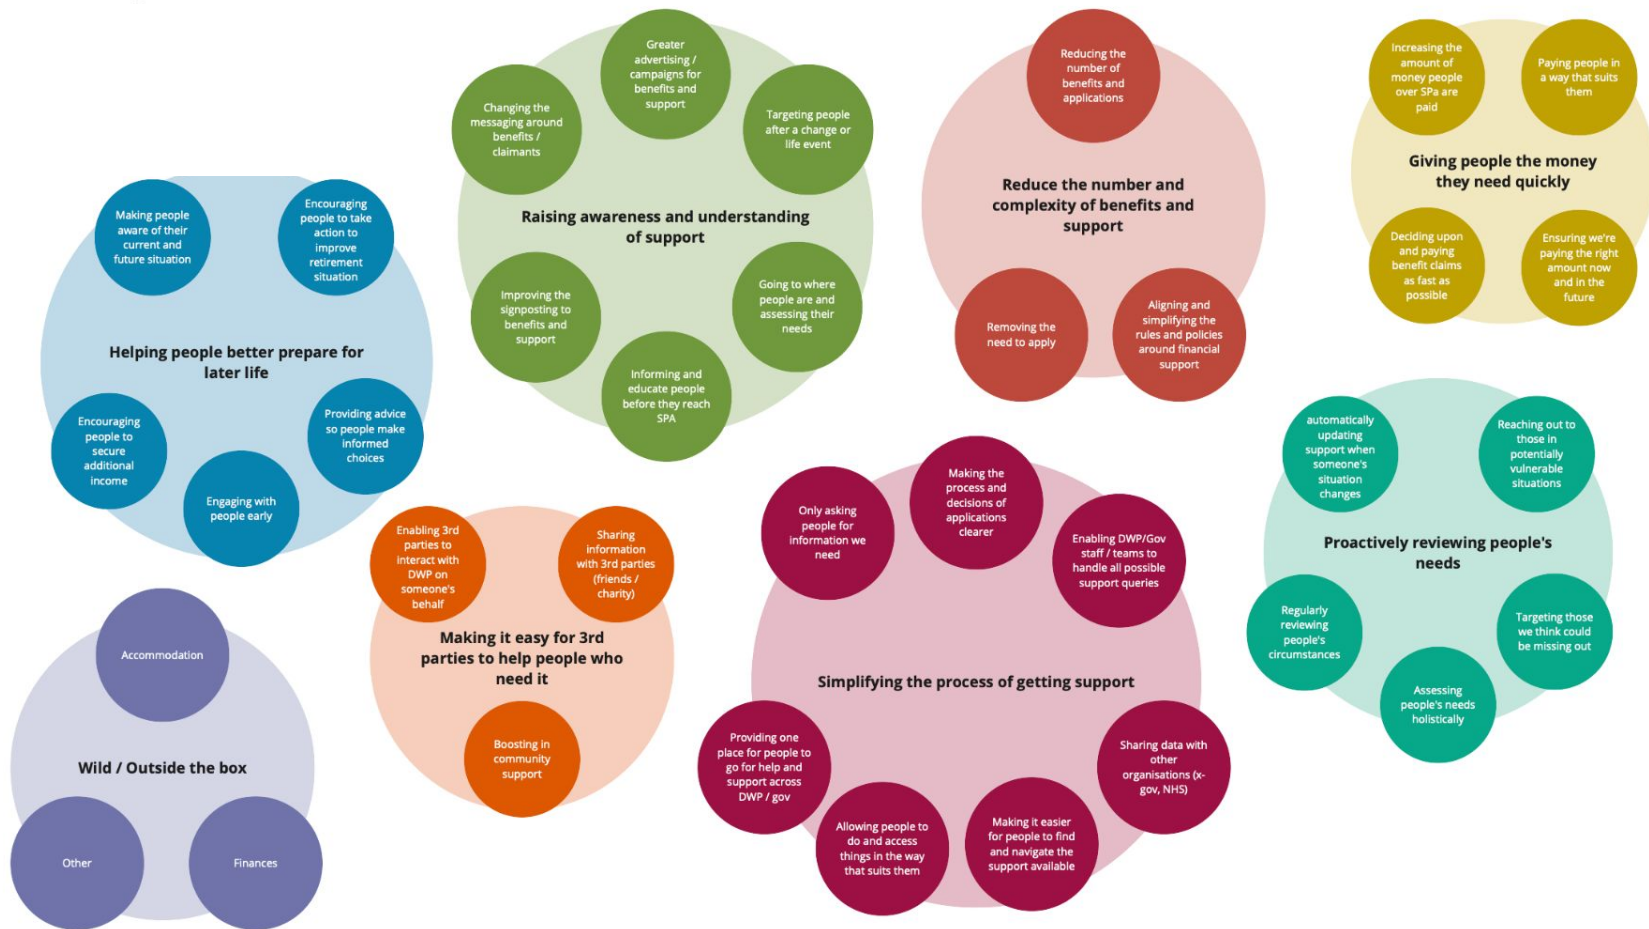 Making people
aware of their
current and
future situation
Encouraging
people to take
action to
improve
retirement
situation
Helping people better prepare for
later life
Encouraging
people to
secure
additional
income
Engaging with
people early
Providing advice
so people make
informed
choices
Greater
advertising /
campaigns for
benefits and
support
Changing the
messaging around
benefits /
claimants
Targeting people
after a change or
life event
Raising awareness and understanding
of support
Improving the
signposting to
benefits and
support
Going to where
people are and
assessing their
needs
Informing and
educate people
before they reach
SPA
Reducing the
number of
benefits and
applications
Reduce the number and
complexity of benefits and
support
Removing the
need to apply
Aligning and
simplifying the
rules and policies
around financial
support
Increasing the
amount of
money people
over SPa are
paid
Paying people in
a way that suits
them
Giving people the money
they need quickly
Deciding upon
and paying
benefit claims
as fast as
possible
Ensuring we're
paying the right
amount now
and in the
future
Accommodation
Wild / Outside the box
Other
Finances
Enabling 3rd
parties to
interact with
DWP on
someone's
behalf
Sharing
information
with 3rd parties
(friends /
charity)
Making it easy for 3rd
parties to help people who
need it
Boosting in
community
support
Only asking
people for
information we
need
Making the
process and
decisions of
applications
clearer
Enabling DWP/Gov
staff / teams to
handle all possible
support queries
Simplifying the process of getting support
Providing one
place for people to
go for help and
support across
DWP / gov
Allowing people to
do and access
things in the way
that suits them
Making it easier
for people to find
and navigate the
support available
Sharing data with
other
organisations (x-
gov, NHS)
automatically
updating
support when
someone's
situation
changes
Reaching out to
those in
potentially
vulnerable
situations
Proactively reviewing people's
needs
Regularly
reviewing
people's
circumstances
Targeting those
we think could
be missing out
Assessing
people's needs
holistically